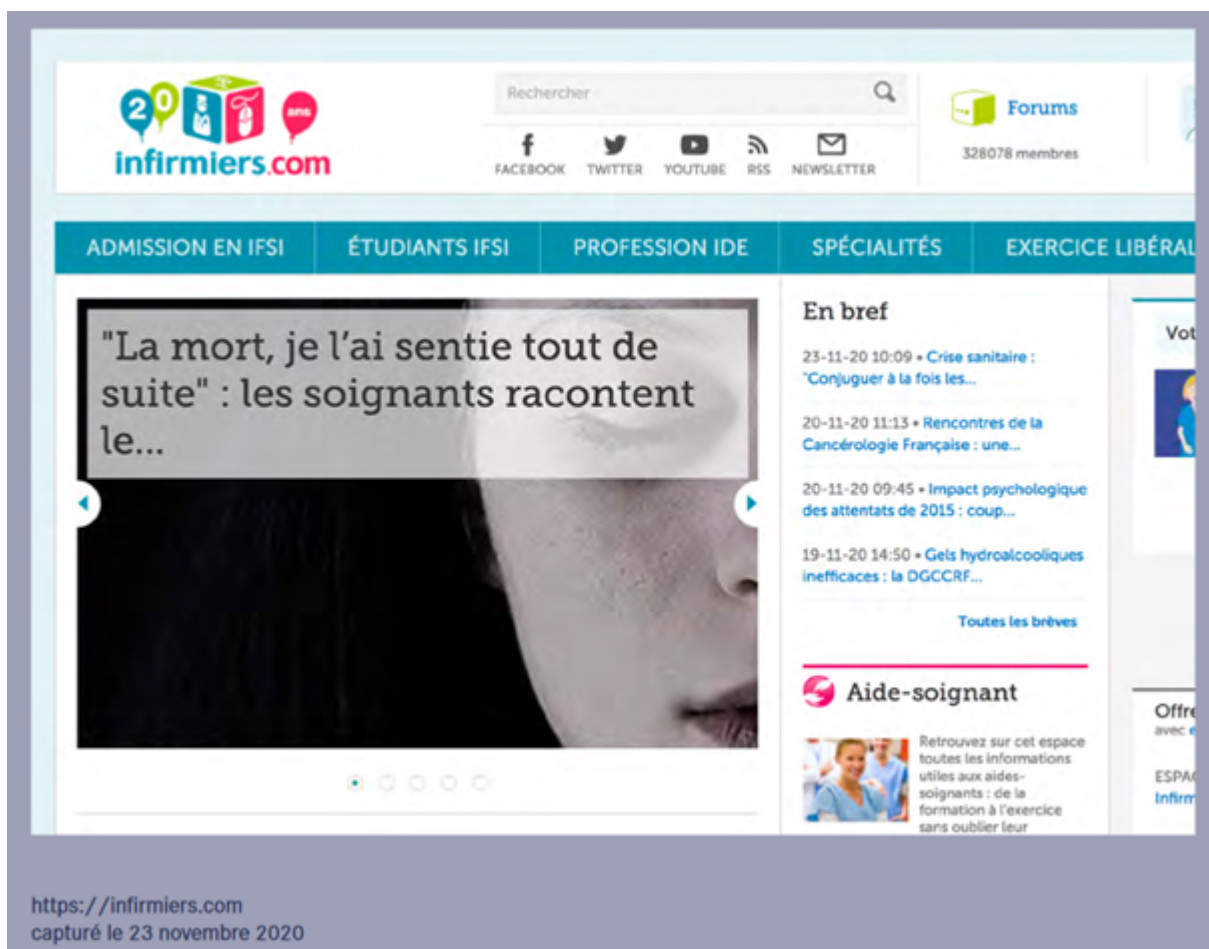 20
ans
infirmiers.com
Rechercher
FACEBOOK TWITTER YOUTUBE RSS NEWSLETTER
Forums
328078 membres
ADMISSION EN IFSI ÉTUDIANTS IFSI PROFESSION IDE SPÉCIALITÉS EXERCICE LIBÉRAL
"La mort, je l'ai sentie tout de
suite" : les soignants racontent
le...
En bref
23-11-20 10:09 • Crise sanitaire :
"Conjuguer à la fois les...
20-11-20 11:13 • Rencontres de la
Cancérologie Française : une...
20-11-20 09:45 • Impact psychologique
des attentats de 2015 : coup...
19-11-20 14:50 • Gels hydroalcooliques
inefficaces : la DGCCRF...
Toutes les brèves
Aide-soignant
Retrouvez sur cet espace
toutes les informations
utiles aux aides-
soignants : de la
formation à l'exercice
sans oublier leur
Vot
Offre
avec e
ESPA
Infirm
https://infirmiers.com
capturé le 23 novembre 2020